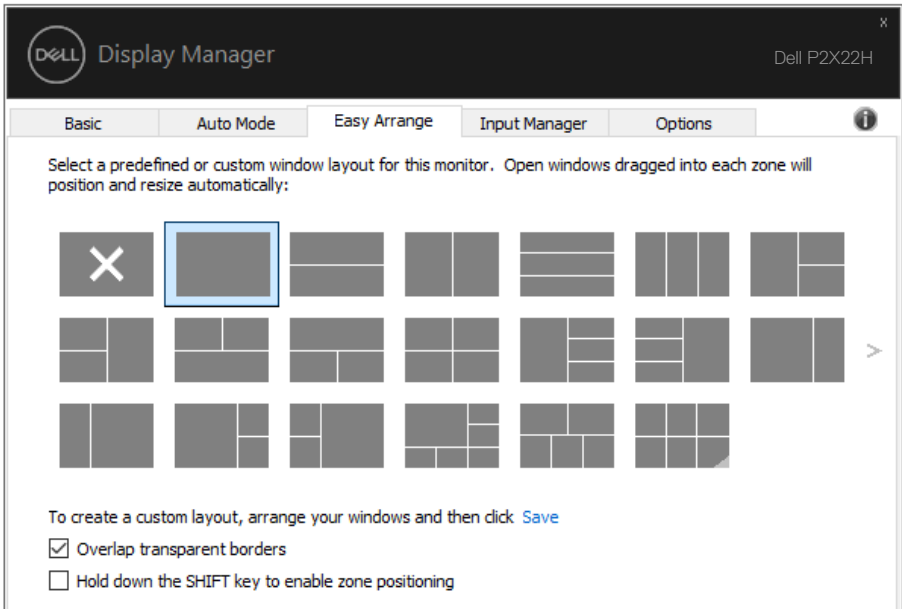 x
DELL Display Manager
Dell P2X22H
Basic Auto Mode Easy Arrange Input Manager Options
Select a predefined or custom window layout for this monitor. Open windows dragged into each zone will
position and resize automatically:
>
To create a custom layout, arrange your windows and then click Save
Overlap transparent borders
Hold down the SHIFT key to enable zone positioning